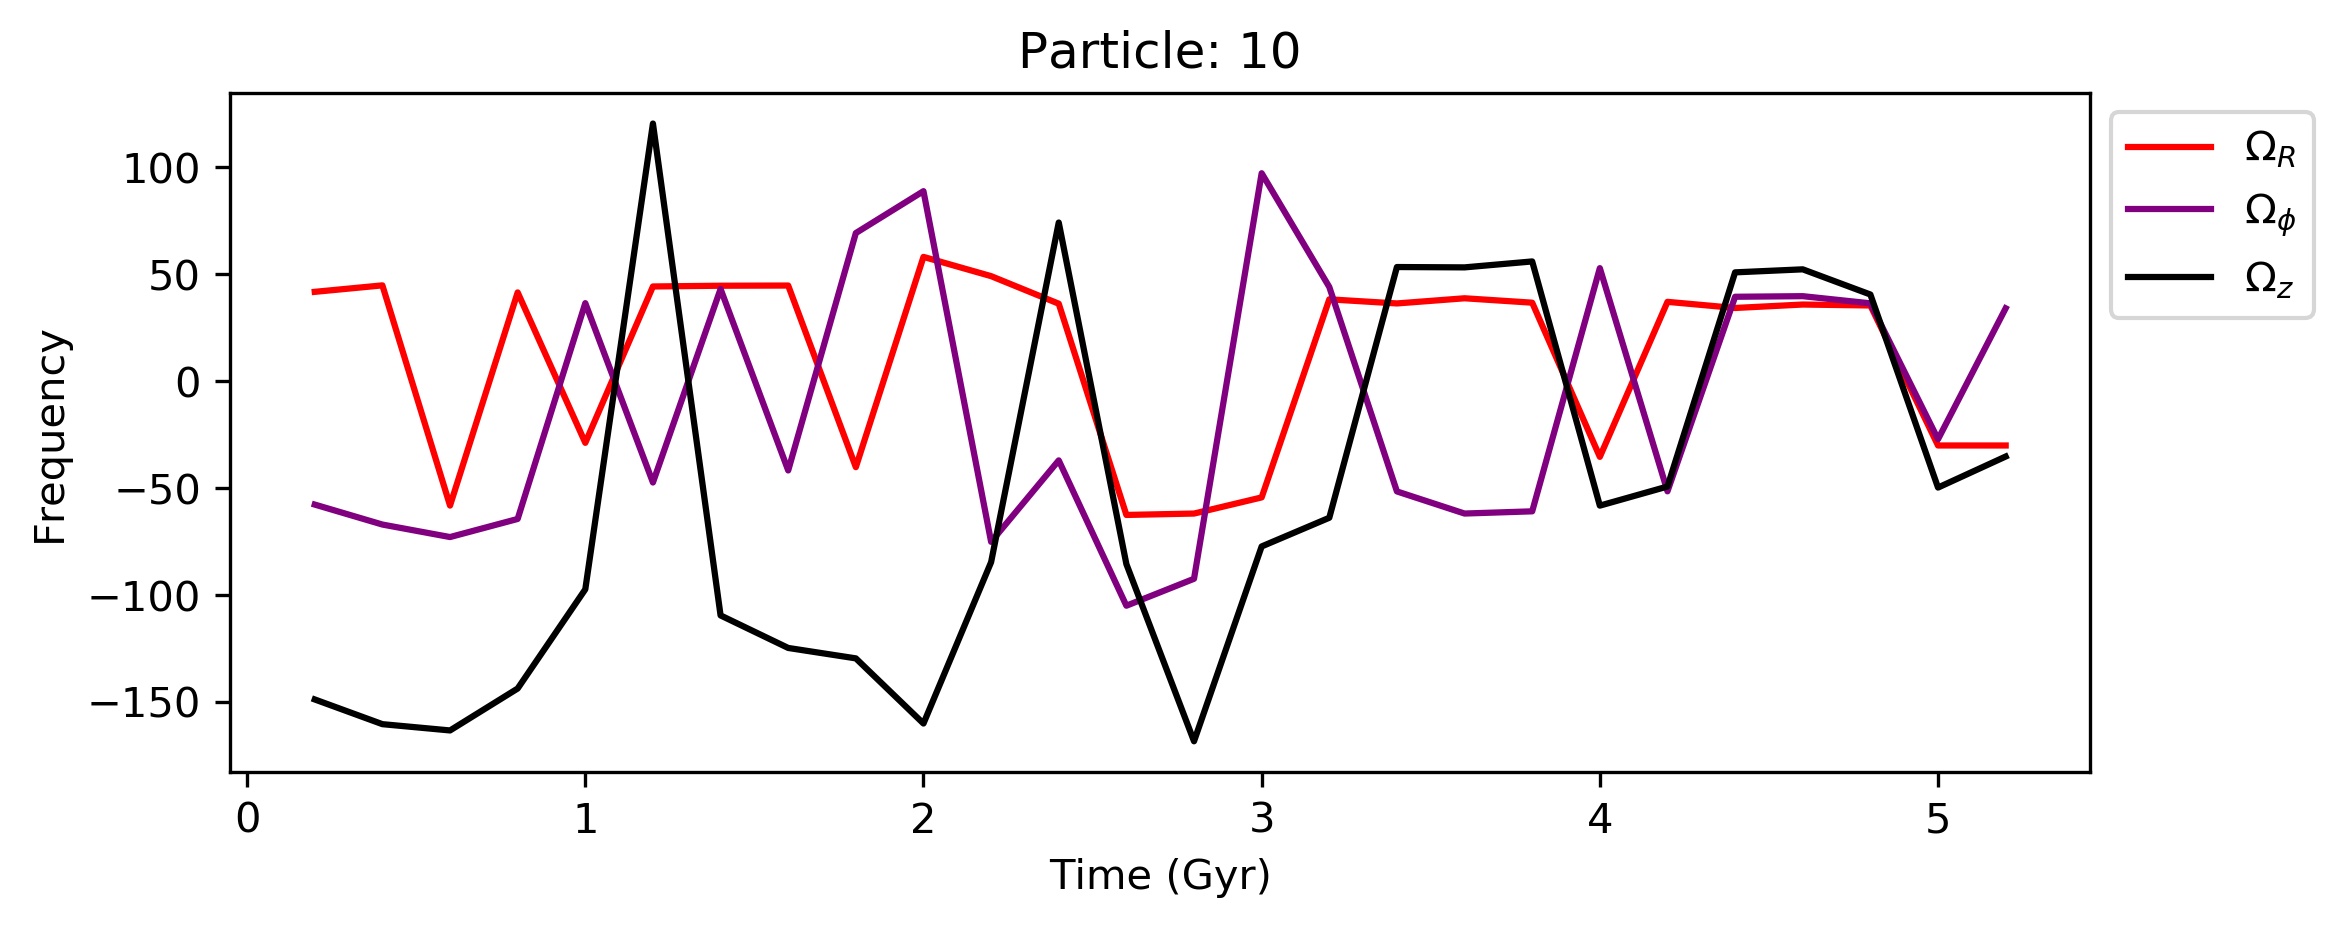 Particle: 10
Frequency
100
50
0
−50
−100
−150
0 1 2 3 4 5
Time (Gyr)
Ω_R
Ω_ϕ
Ω_z